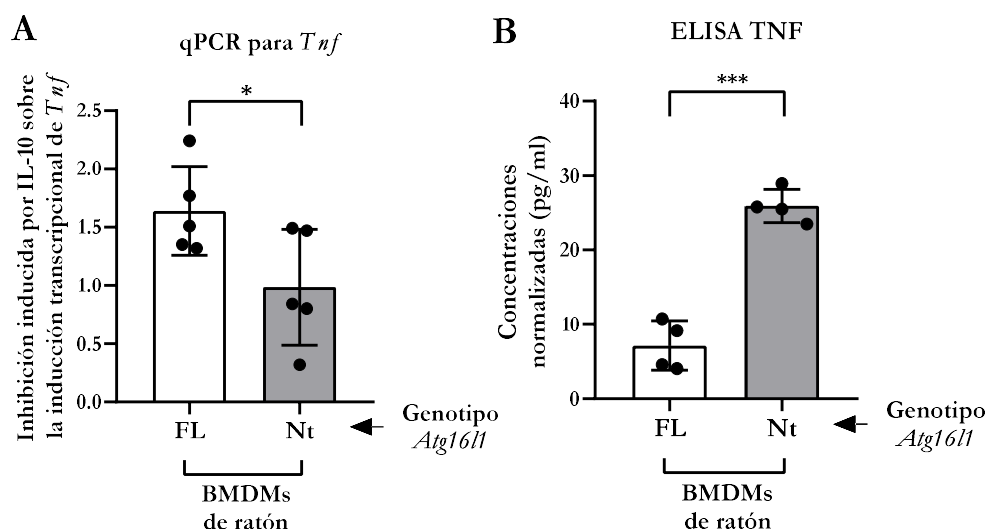 A
qPCR para Tnf
Inhibición inducida por IL-10 sobre
la inducción transcripcional de Tnf
2.5
2.0
1.5
1.0
0.5
0.0
*
FL
Nt
Genotipo
Atg16l1
BMDMs
de ratón
B
ELISA TNF
Concentraciones
normalizadas (pg/ml)
40
30
20
10
0
***
FL
Nt
Genotipo
Atg16l1
BMDMs
de ratón